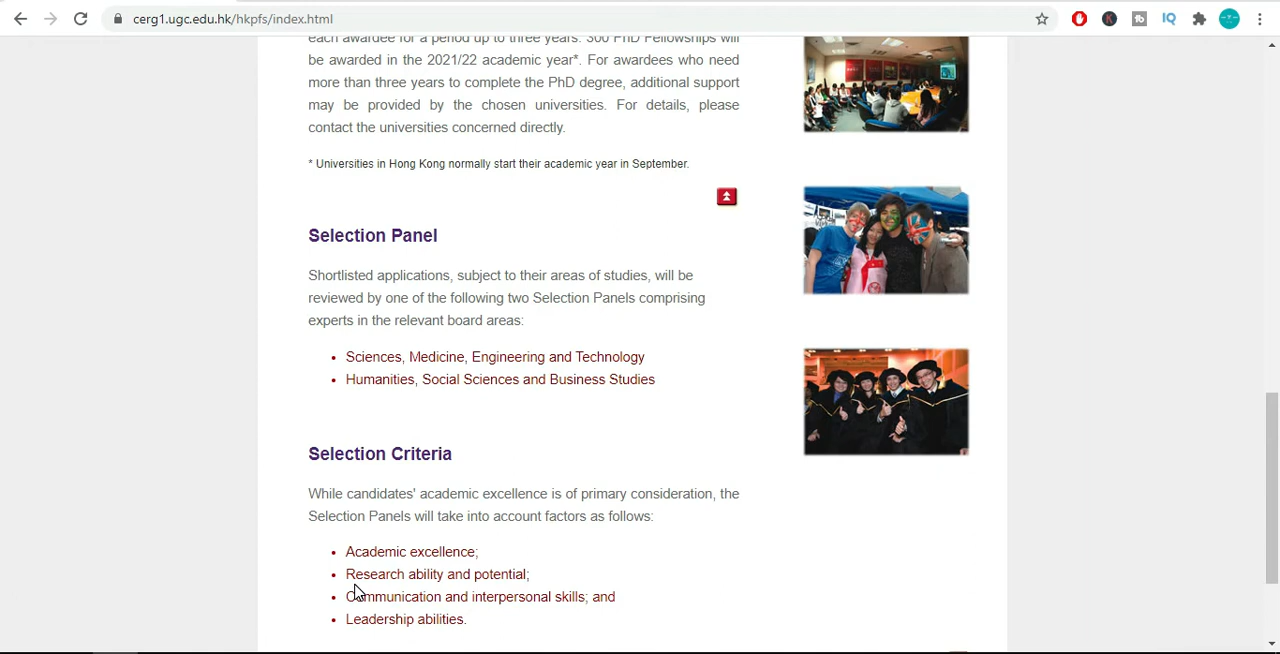 cerg1.ugc.edu.hk/hkpfs/index.html
each awardee for a period up to three years. 300 PhD Fellowships will
be awarded in the 2021/22 academic year*. For awardees who need
more than three years to complete the PhD degree, additional support
may be provided by the chosen universities. For details, please
contact the universities concerned directly.
* Universities in Hong Kong normally start their academic year in September.
Selection Panel
Shortlisted applications, subject to their areas of studies, will be
reviewed by one of the following two Selection Panels comprising
experts in the relevant board areas:
• Sciences, Medicine, Engineering and Technology
• Humanities, Social Sciences and Business Studies
Selection Criteria
While candidates' academic excellence is of primary consideration, the
Selection Panels will take into account factors as follows:
• Academic excellence;
• Research ability and potential;
• Communication and interpersonal skills; and
• Leadership abilities.